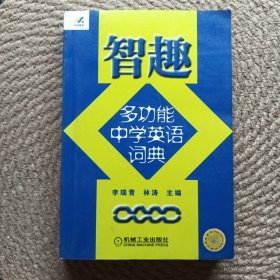 智趣
多功能
中学英语
词典
李瑞青 林涛 主编
机械工业出版社
CHINA MACHINE PRESS